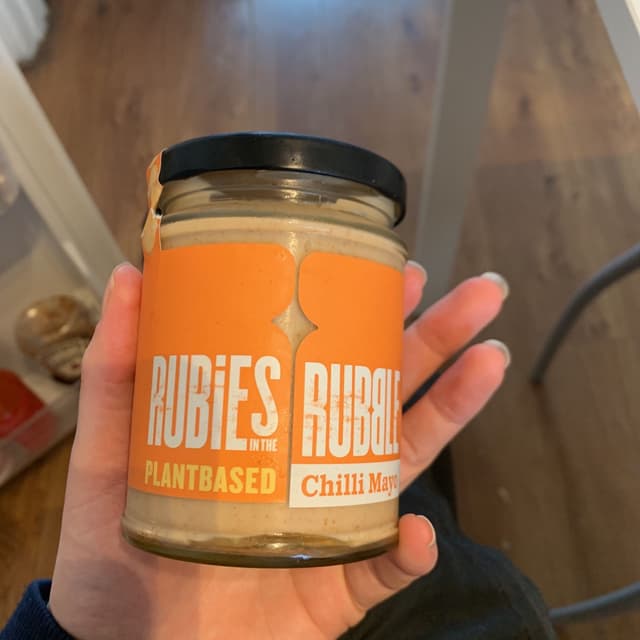 RUBiES
IN THE
RUBBLE
PLANTBASED
Chilli Mayo